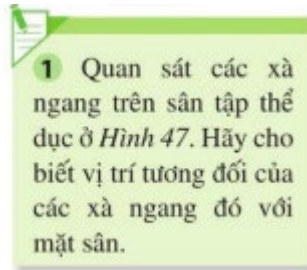 1 Quan sát các xà
ngang trên sân tập thể
dục ở Hình 47. Hãy cho
biết vị trí tương đối của
các xà ngang đó với
mặt sân.